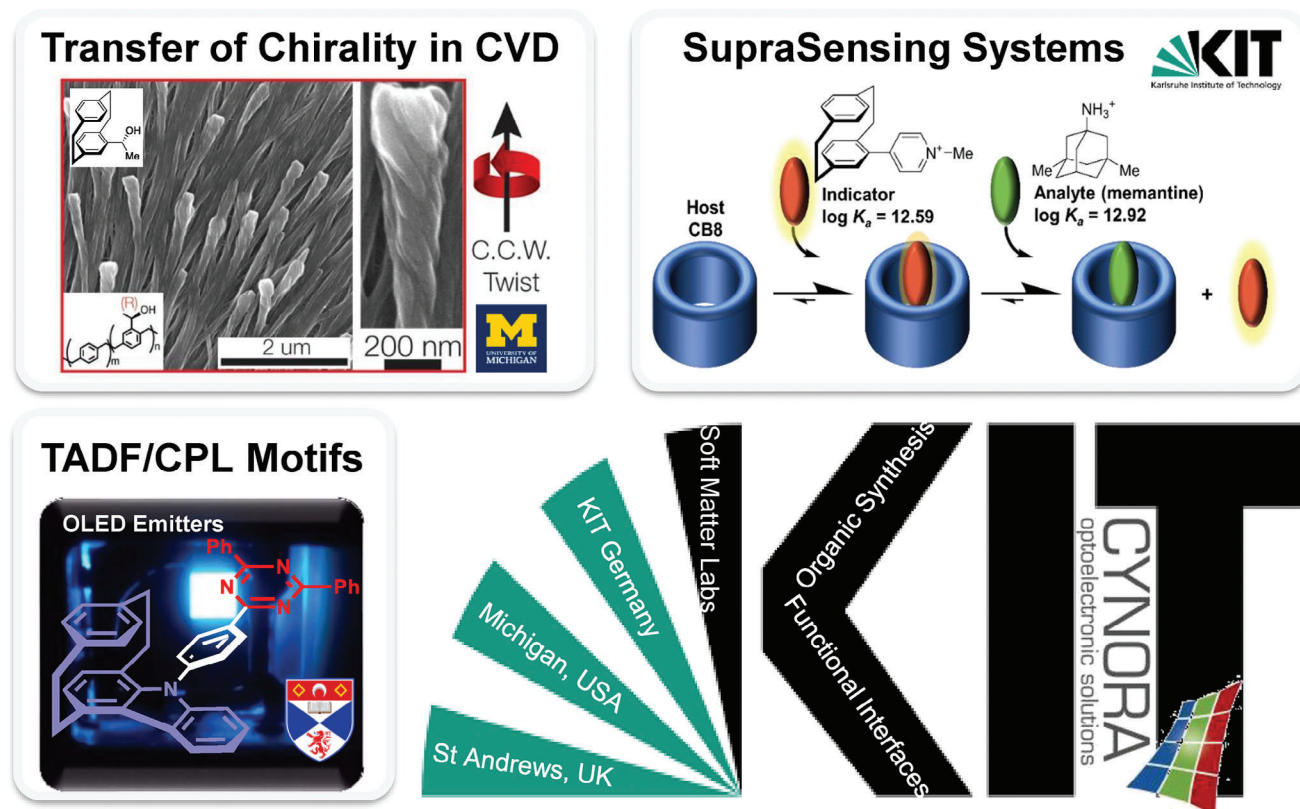 Transfer of Chirality in CVD
OH
Me
(R)
OH
m
n
2 um
200 nm
C.C.W.
Twist
M
UNIVERSITY OF
MICHIGAN
SupraSensing Systems
KIT
Karlsruhe Institute of Technology
N⁺-Me
Indicator
log Kₐ = 12.59
NH₃⁺
Me
Me
Analyte (memantine)
log Kₐ = 12.92
Host
CB8
+
TADF/CPL Motifs
OLED Emitters
Ph
N
N
Ph
N
N
St Andrews, UK
Michigan, USA
KIT Germany
Soft Matter Labs
Organic Synthesis
Functional Interfaces
CYNORA
optoelectronic solutions